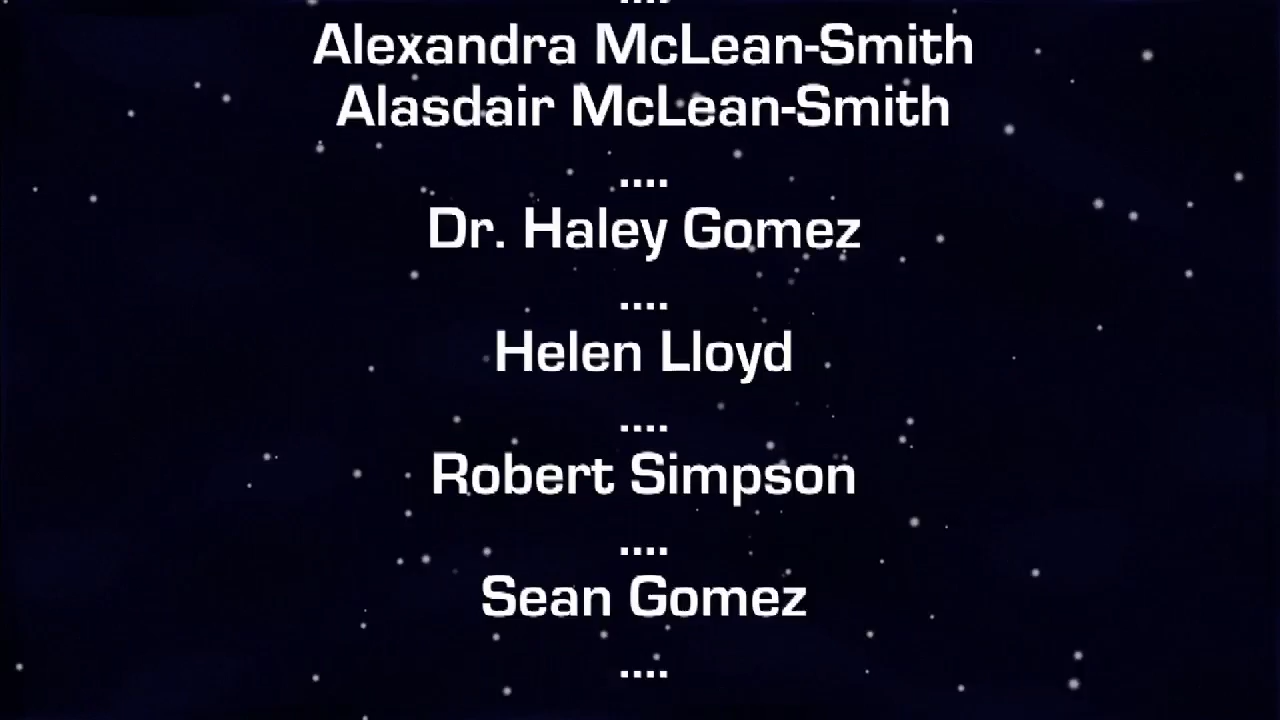 ....
Alexandra McLean-Smith
Alasdair McLean-Smith
....
Dr. Haley Gomez
....
Helen Lloyd
....
Robert Simpson
....
Sean Gomez
....